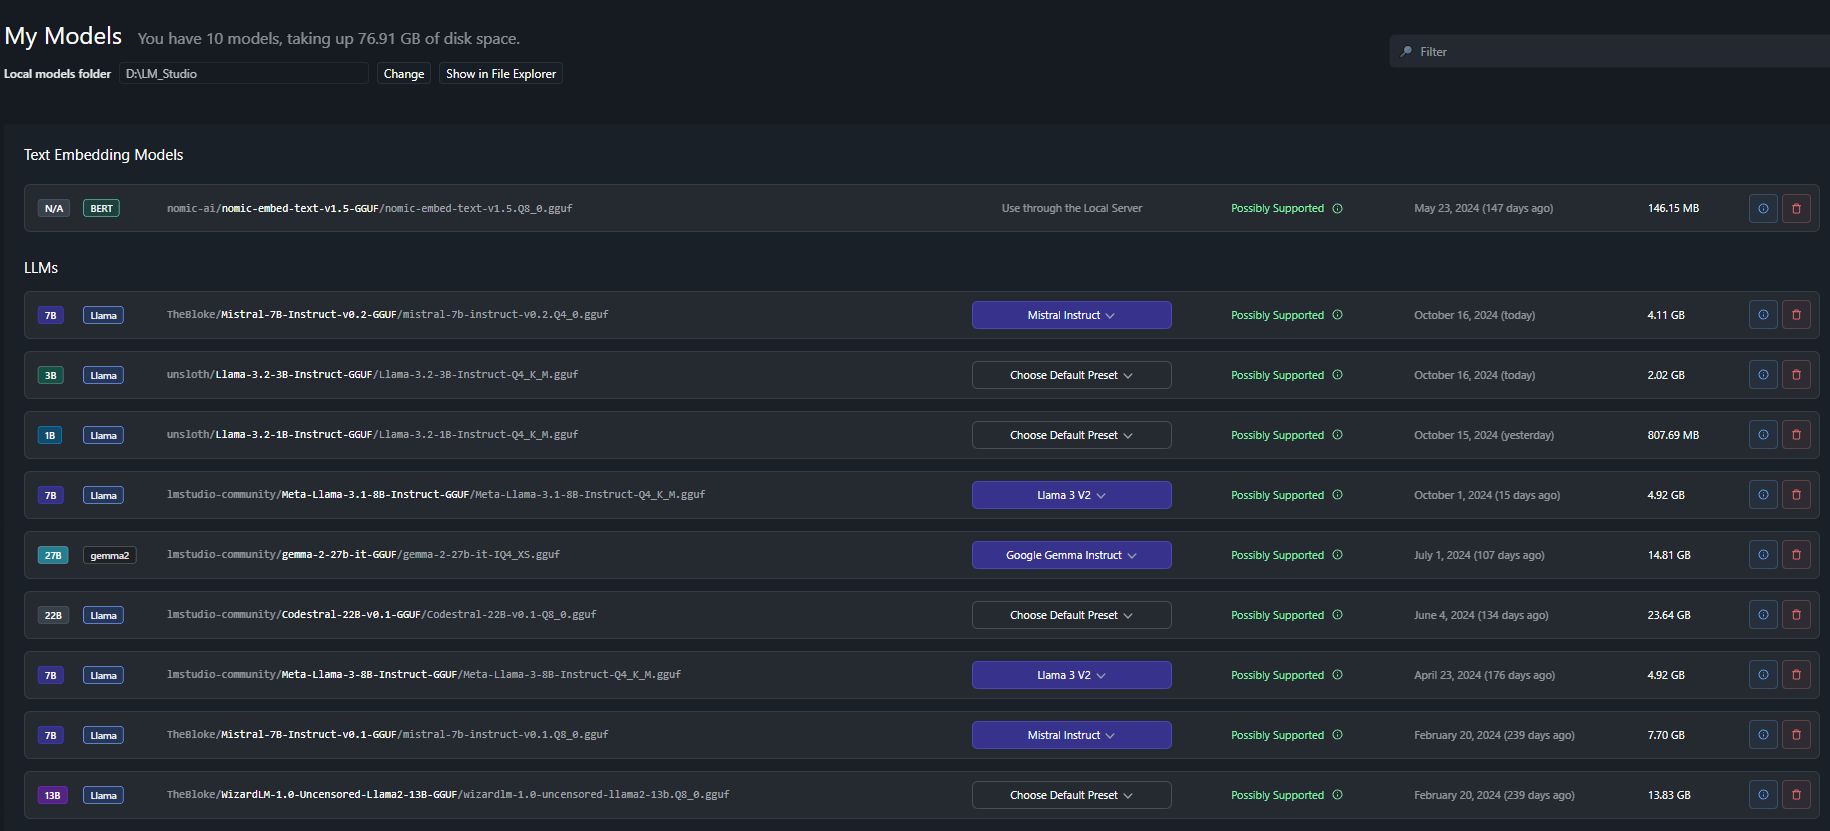 My Models You have 10 models, taking up 76.91 GB of disk space.
Filter
Local models folder D:\LM_Studio Change Show in File Explorer
Text Embedding Models
N/A BERT nomic-ai/nomic-embed-text-v1.5-GGUF/nomic-embed-text-v1.5.Q8_0.gguf Use through the Local Server Possibly Supported May 23, 2024 (147 days ago) 146.15 MB
LLMs
7B Llama TheBloke/Mistral-7B-Instruct-v0.2-GGUF/mistral-7b-instruct-v0.2.Q4_0.gguf Mistral Instruct Possibly Supported October 16, 2024 (today) 4.11 GB
3B Llama unsloth/Llama-3.2-3B-Instruct-GGUF/Llama-3.2-3B-Instruct-Q4_K_M.gguf Choose Default Preset Possibly Supported October 16, 2024 (today) 2.02 GB
1B Llama unsloth/Llama-3.2-1B-Instruct-GGUF/Llama-3.2-1B-Instruct-Q4_K_M.gguf Choose Default Preset Possibly Supported October 15, 2024 (yesterday) 807.69 MB
7B Llama lmstudio-community/Meta-Llama-3.1-8B-Instruct-GGUF/Meta-Llama-3.1-8B-Instruct-Q4_K_M.gguf Llama 3 V2 Possibly Supported October 1, 2024 (15 days ago) 4.92 GB
27B gemma2 lmstudio-community/gemma-2-27b-it-GGUF/gemma-2-27b-it-IQ4_XS.gguf Google Gemma Instruct Possibly Supported July 1, 2024 (107 days ago) 14.81 GB
22B Llama lmstudio-community/Codestral-22B-v0.1-GGUF/Codestral-22B-v0.1-Q8_0.gguf Choose Default Preset Possibly Supported June 4, 2024 (134 days ago) 23.64 GB
7B Llama lmstudio-community/Meta-Llama-3-8B-Instruct-GGUF/Meta-Llama-3-8B-Instruct-Q4_K_M.gguf Llama 3 V2 Possibly Supported April 23, 2024 (176 days ago) 4.92 GB
7B Llama TheBloke/Mistral-7B-Instruct-v0.1-GGUF/mistral-7b-instruct-v0.1.Q8_0.gguf Mistral Instruct Possibly Supported February 20, 2024 (239 days ago) 7.70 GB
13B Llama TheBloke/WizardLM-1.0-Uncensored-Llama2-13B-GGUF/wizardlm-1.0-uncensored-llama2-13b.Q8_0.gguf Choose Default Preset Possibly Supported February 20, 2024 (239 days ago) 13.83 GB